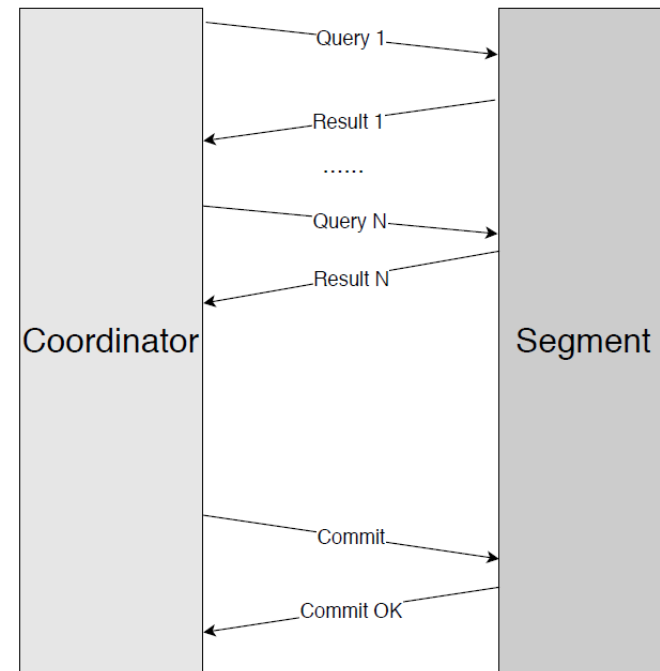 Query 1
Result 1
......
Query N
Result N
Coordinator
Segment
Commit
Commit OK